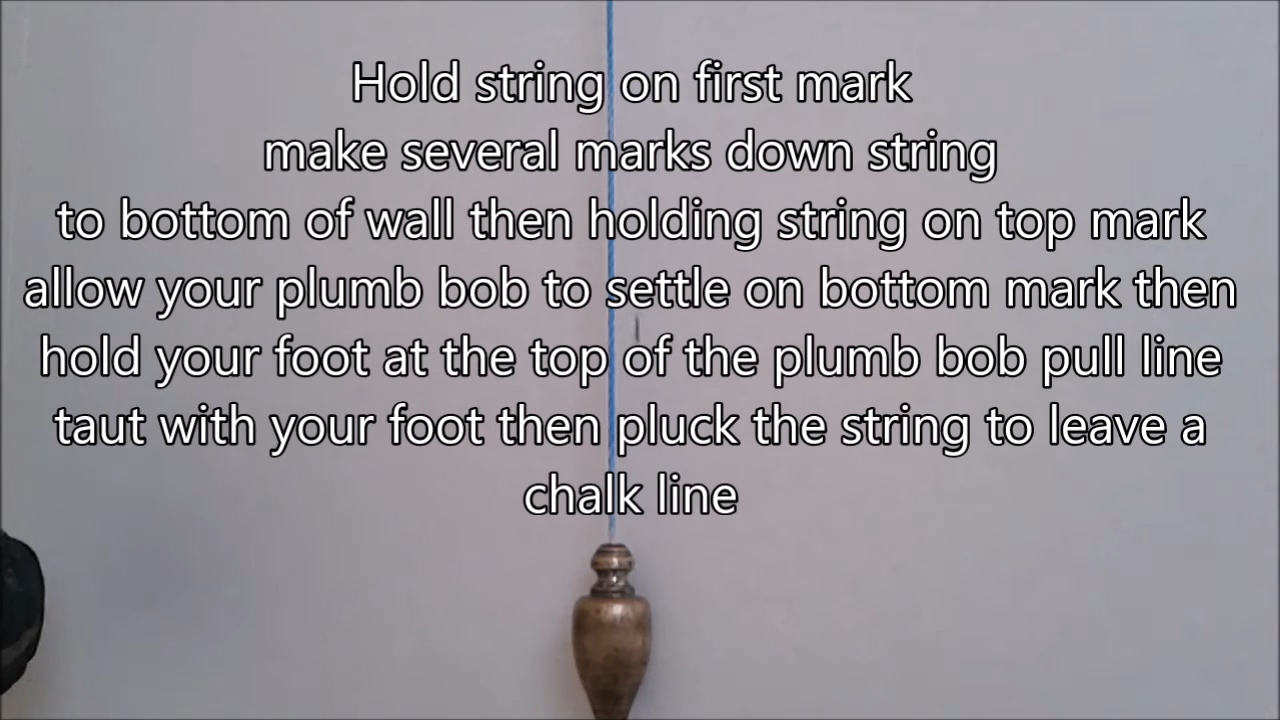 Hold string on first mark
make several marks down string
to bottom of wall then holding string on top mark
allow your plumb bob to settle on bottom mark then
hold your foot at the top of the plumb bob pull line
taut with your foot then pluck the string to leave a
chalk line